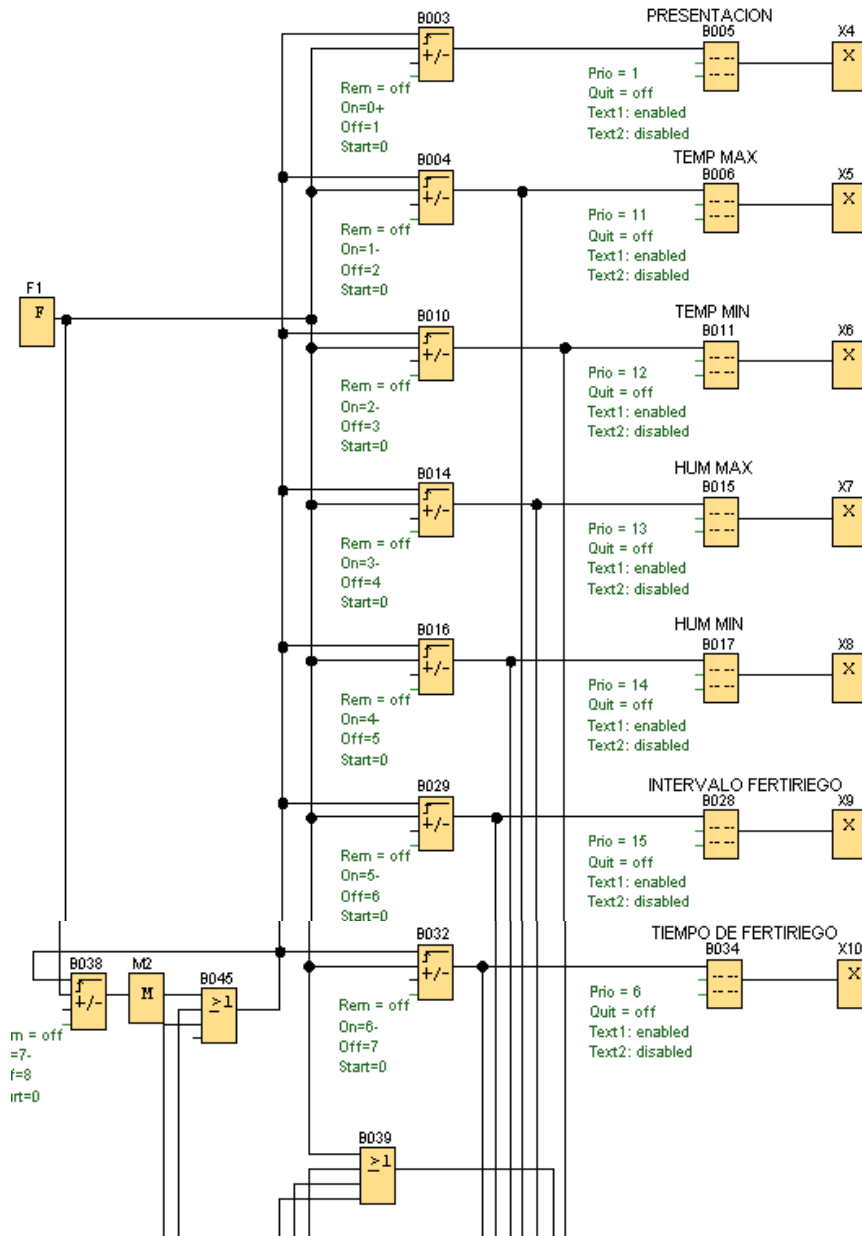 B003
PRESENTACION
B005
X4
+/-
X
Rem = off
On=0+
Off=1
Start=0
Prio = 1
Quit = off
Text1: enabled
Text2: disabled
B004
TEMP MAX
B006
X5
+/-
X
Rem = off
On=1-
Off=2
Start=0
Prio = 11
Quit = off
Text1: enabled
Text2: disabled
F1
F
B010
TEMP MIN
B011
X6
+/-
X
Rem = off
On=2-
Off=3
Start=0
Prio = 12
Quit = off
Text1: enabled
Text2: disabled
B014
HUM MAX
B015
X7
+/-
X
Rem = off
On=3-
Off=4
Start=0
Prio = 13
Quit = off
Text1: enabled
Text2: disabled
B016
HUM MIN
B017
X8
+/-
X
Rem = off
On=4-
Off=5
Start=0
Prio = 14
Quit = off
Text1: enabled
Text2: disabled
B029
INTERVALO FERTIRIEGO
B028
X9
+/-
X
Rem = off
On=5-
Off=6
Start=0
Prio = 15
Quit = off
Text1: enabled
Text2: disabled
B032
TIEMPO DE FERTIRIEGO
B034
X10
+/-
X
Rem = off
On=6-
Off=7
Start=0
Prio = 6
Quit = off
Text1: enabled
Text2: disabled
B038
M2
B045
+/-
M
≥1
m = off
=7-
f=8
rt=0
B039
≥1